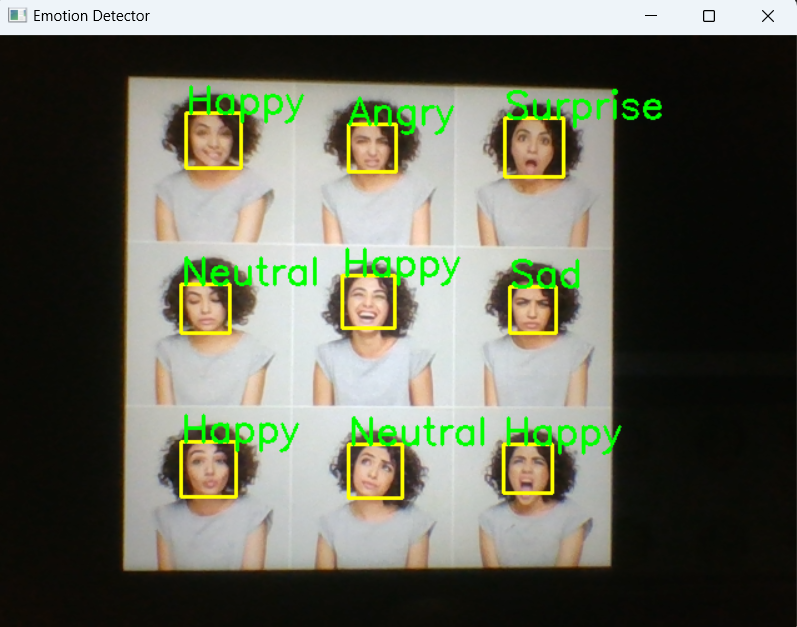 Emotion Detector
Happy
Angry
Surprise
Neutral
Happy
Sad
Happy
Neutral
Happy